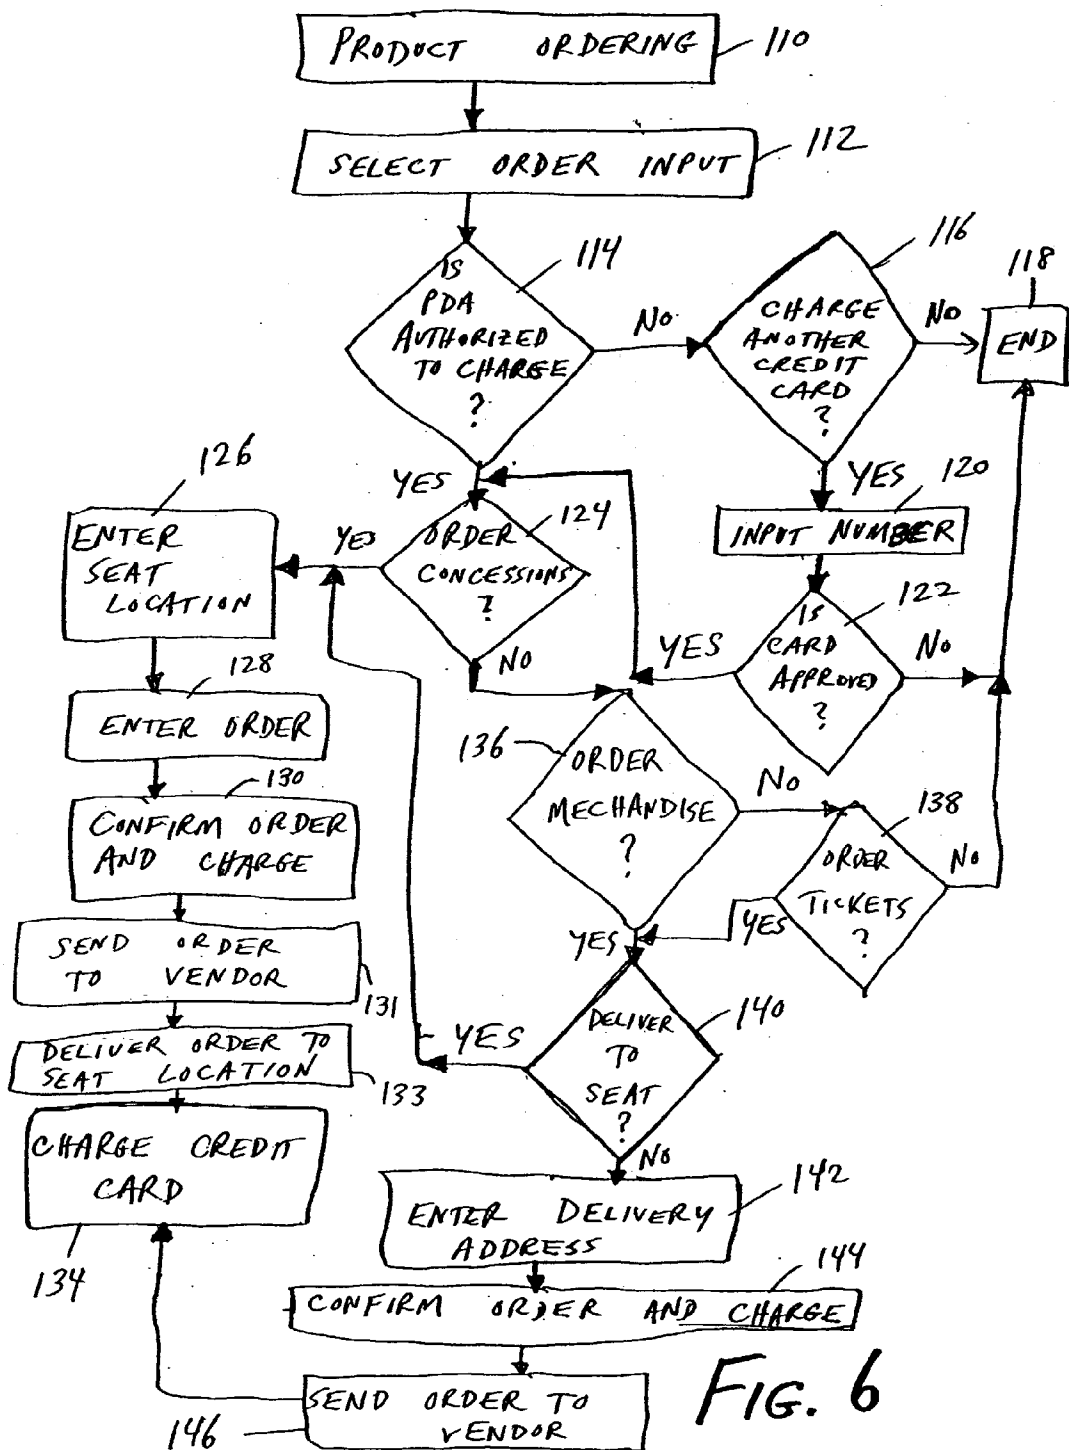 PRODUCT ORDERING
110
SELECT ORDER INPUT
112
IS
PDA
AUTHORIZED
TO CHARGE
?
114
NO
CHARGE
ANOTHER
CREDIT
CARD
?
116
NO
118
END
YES
YES
120
INPUT NUMBER
126
ENTER
SEAT
LOCATION
YES
ORDER
CONCESSIONS
?
124
NO
IS
CARD
APPROVED
?
122
YES
NO
128
ENTER ORDER
136
ORDER
MECHANDISE
?
NO
138
ORDER
TICKETS
?
NO
YES
130
CONFIRM ORDER
AND CHARGE
SEND ORDER
TO VENDOR
131
YES
DELIVER
TO
SEAT
?
140
YES
NO
DELIVER ORDER TO
SEAT LOCATION
133
CHARGE CREDIT
CARD
134
ENTER DELIVERY
ADDRESS
142
144
CONFIRM ORDER AND CHARGE
SEND ORDER TO
VENDOR
146
FIG. 6